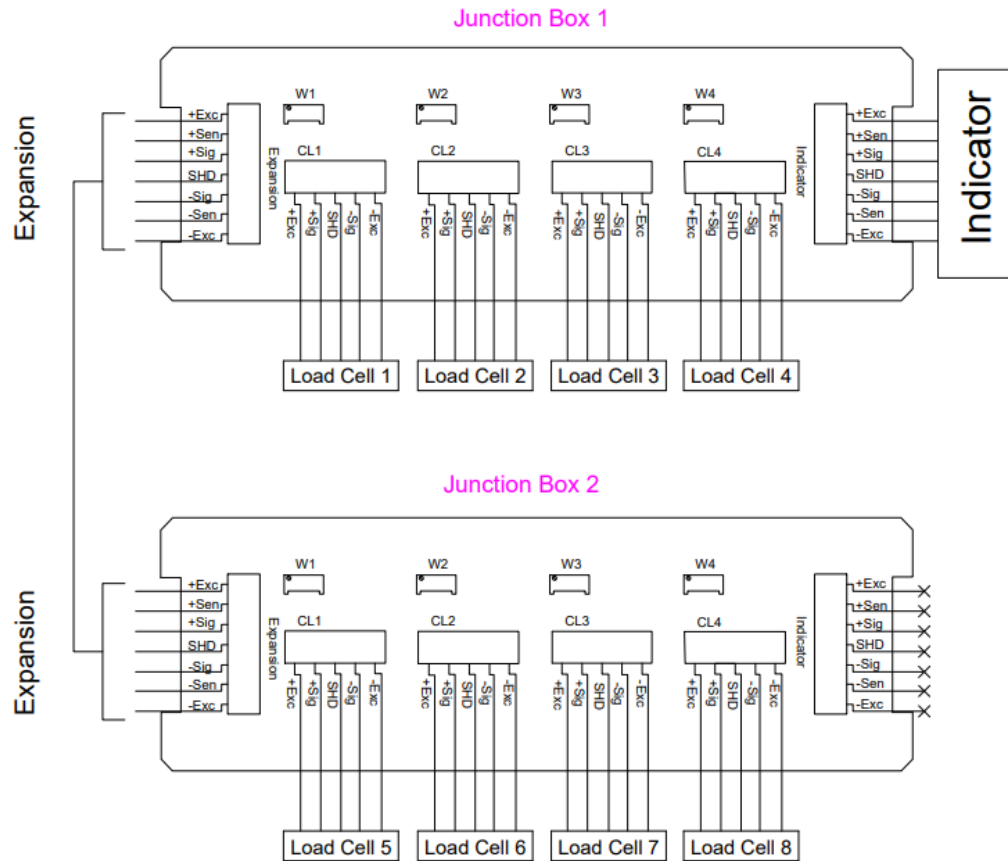 Junction Box 1
Expansion
+Exc
+Sen
+Sig
SHD
-Sig
-Sen
-Exc
Expansion
W1
W2
W3
W4
CL1
CL2
CL3
CL4
+Exc
+Sig
SHD
-Sig
-Exc
+Exc
+Sig
SHD
-Sig
-Exc
+Exc
+Sig
SHD
-Sig
-Exc
+Exc
+Sig
SHD
-Sig
-Exc
Indicator
+Exc
+Sen
+Sig
SHD
-Sig
-Sen
-Exc
Indicator
Load Cell 1
Load Cell 2
Load Cell 3
Load Cell 4
Junction Box 2
Expansion
+Exc
+Sen
+Sig
SHD
-Sig
-Sen
-Exc
Expansion
W1
W2
W3
W4
CL1
CL2
CL3
CL4
+Exc
+Sig
SHD
-Sig
-Exc
+Exc
+Sig
SHD
-Sig
-Exc
+Exc
+Sig
SHD
-Sig
-Exc
+Exc
+Sig
SHD
-Sig
-Exc
Indicator
+Exc
+Sen
+Sig
SHD
-Sig
-Sen
-Exc
Load Cell 5
Load Cell 6
Load Cell 7
Load Cell 8